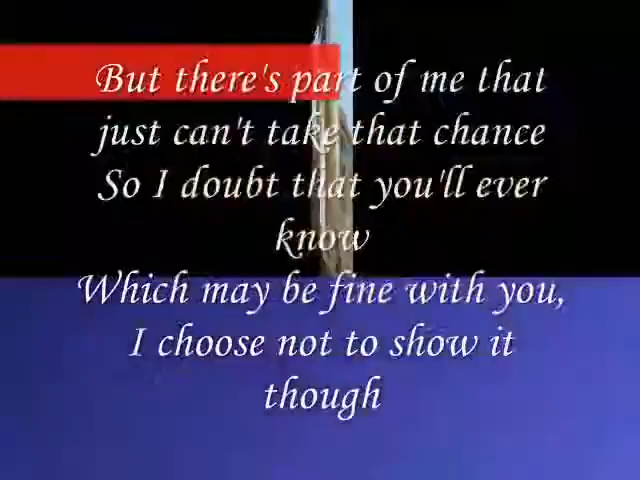 But there's part of me that
just can't take that chance
So I doubt that you'll ever
know
Which may be fine with you,
I choose not to show it
though